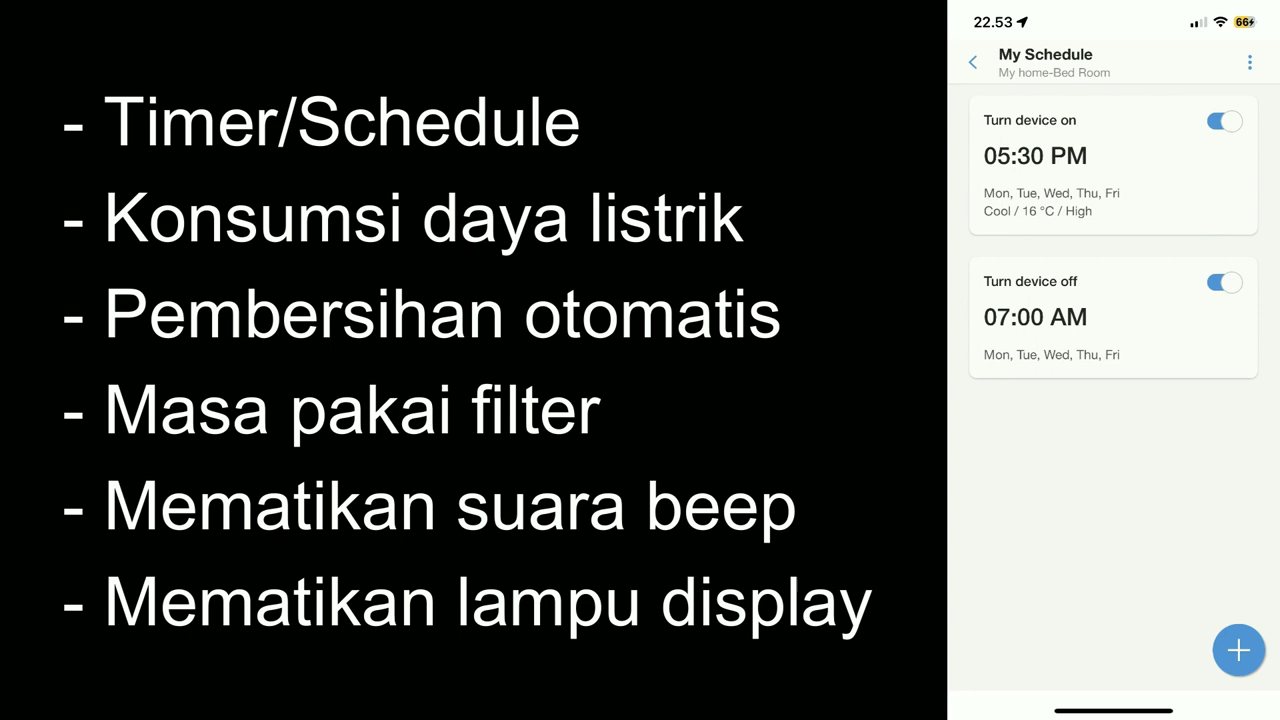 - Timer/Schedule
- Konsumsi daya listrik
- Pembersihan otomatis
- Masa pakai filter
- Mematikan suara beep
- Mematikan lampu display
22.53
66
My Schedule
My home-Bed Room
Turn device on
05:30 PM
Mon, Tue, Wed, Thu, Fri
Cool / 16 °C / High
Turn device off
07:00 AM
Mon, Tue, Wed, Thu, Fri